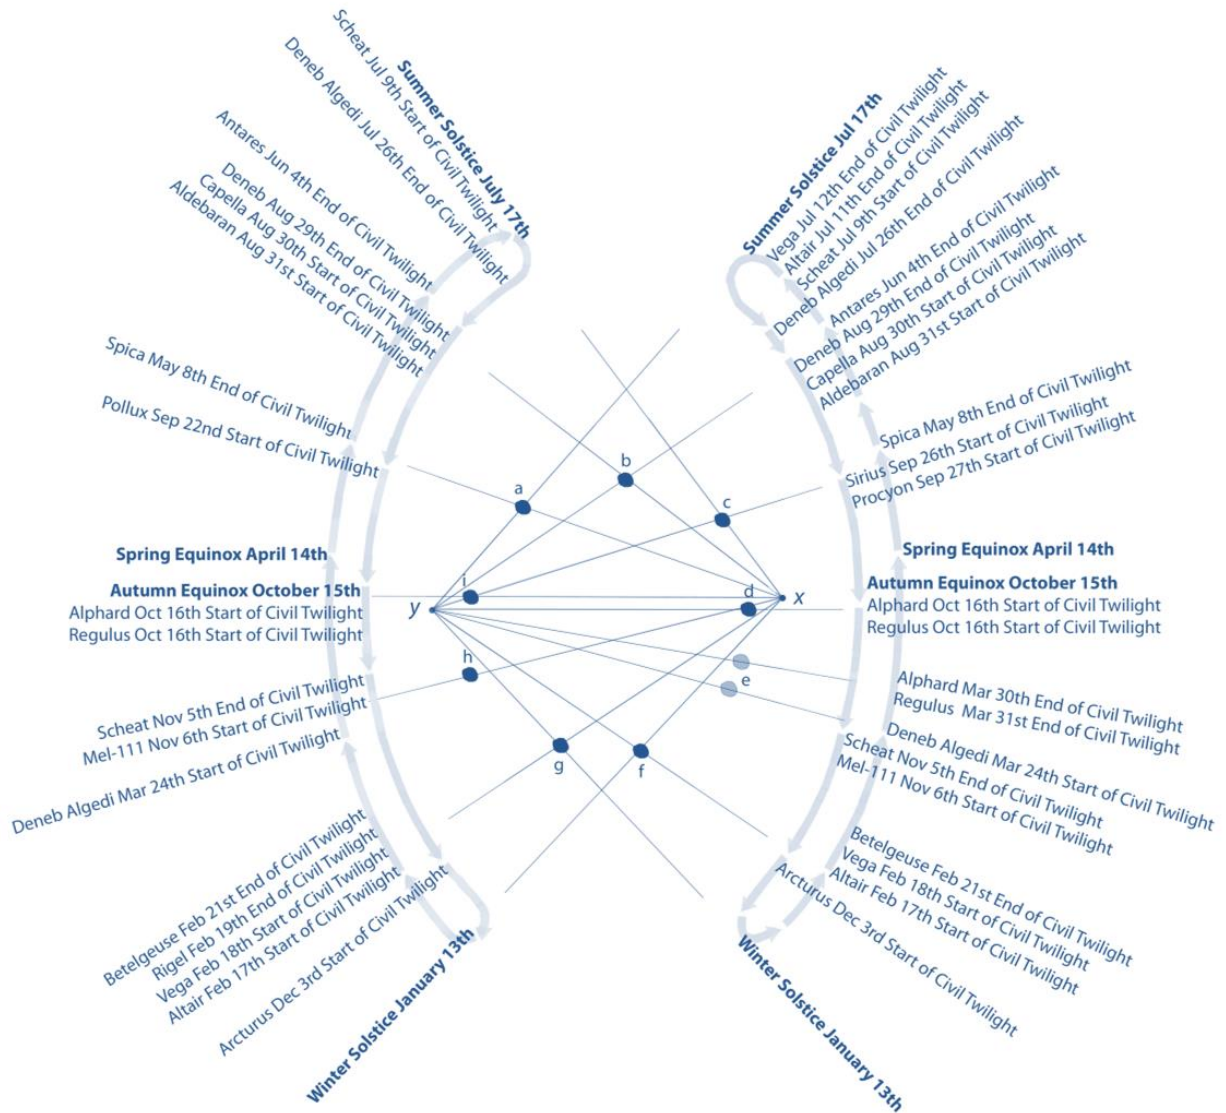 Scheat Jul 9th Start of Civil Twilight
Summer Solstice July 17th
Deneb Algedi Jul 26th End of Civil Twilight
Antares Jun 4th End of Civil Twilight
Deneb Aug 29th End of Civil Twilight
Capella Aug 30th Start of Civil Twilight
Aldebaran Aug 31st Start of Civil Twilight
Spica May 8th End of Civil Twilight
Pollux Sep 22nd Start of Civil Twilight
Spring Equinox April 14th
Autumn Equinox October 15th
Alphard Oct 16th Start of Civil Twilight
Regulus Oct 16th Start of Civil Twilight
Scheat Nov 5th End of Civil Twilight
Mel-111 Nov 6th Start of Civil Twilight
Deneb Algedi Mar 24th Start of Civil Twilight
Betelgeuse Feb 21st End of Civil Twilight
Rigel Feb 19th End of Civil Twilight
Vega Feb 18th Start of Civil Twilight
Altair Feb 17th Start of Civil Twilight
Arcturus Dec 3rd Start of Civil Twilight
Winter Solstice January 13th
a
b
c
i
y
d
x
h
e
g
f
Summer Solstice Jul 17th
Vega Jul 12th End of Civil Twilight
Altair Jul 11th End of Civil Twilight
Scheat Jul 9th Start of Civil Twilight
Deneb Algedi Jul 26th End of Civil Twilight
Antares Jun 4th End of Civil Twilight
Deneb Aug 29th End of Civil Twilight
Capella Aug 30th Start of Civil Twilight
Aldebaran Aug 31st Start of Civil Twilight
Spica May 8th End of Civil Twilight
Sirius Sep 26th Start of Civil Twilight
Procyon Sep 27th Start of Civil Twilight
Spring Equinox April 14th
Autumn Equinox October 15th
Alphard Oct 16th Start of Civil Twilight
Regulus Oct 16th Start of Civil Twilight
Alphard Mar 30th End of Civil Twilight
Regulus Mar 31st End of Civil Twilight
Deneb Algedi Mar 24th Start of Civil Twilight
Scheat Nov 5th End of Civil Twilight
Mel-111 Nov 6th Start of Civil Twilight
Betelgeuse Feb 21st End of Civil Twilight
Vega Feb 18th Start of Civil Twilight
Altair Feb 17th Start of Civil Twilight
Arcturus Dec 3rd Start of Civil Twilight
Winter Solstice January 13th